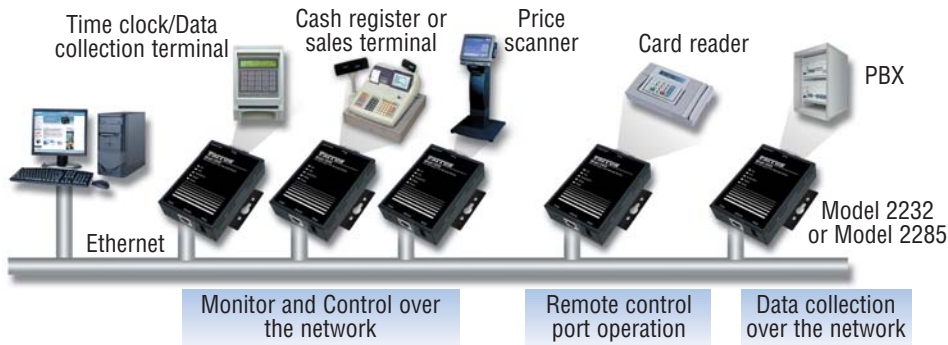 Time clock/Data
collection terminal
Cash register or
sales terminal
Price
scanner
Card reader
PBX
Model 2232
or Model 2285
Ethernet
Monitor and Control over
the network
Remote control
port operation
Data collection
over the network